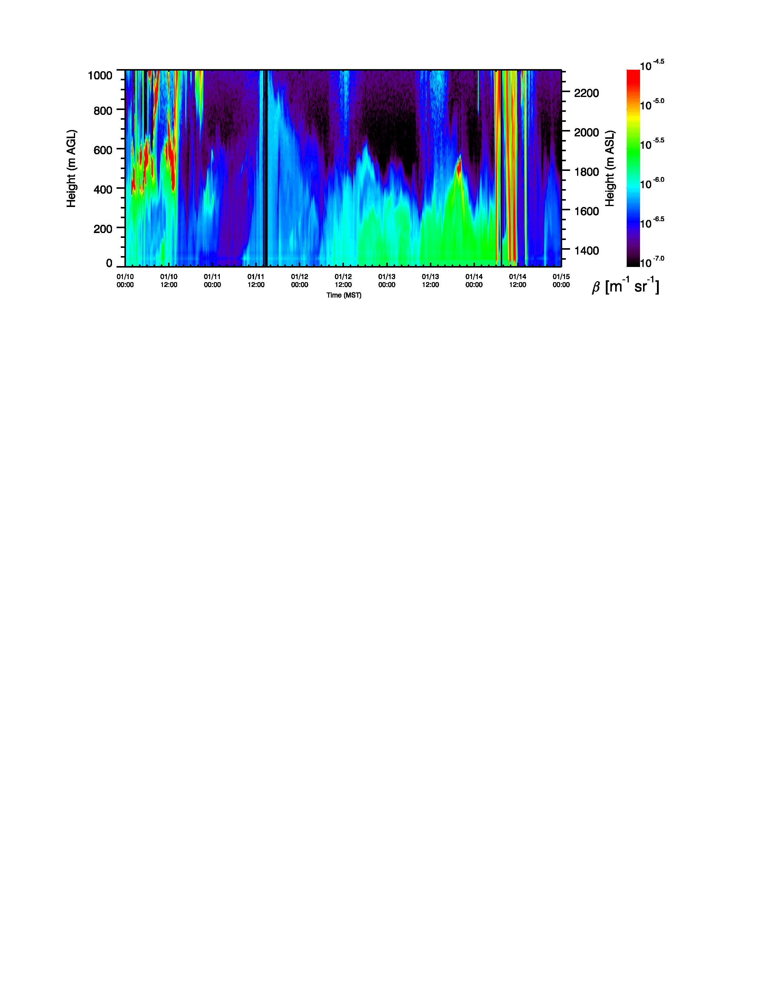 Height (m AGL)
1000
800
600
400
200
0
01/10 01/10 01/11 01/11 01/12 01/12 01/13 01/13 01/14 01/14 01/15
00:00 12:00 00:00 12:00 00:00 12:00 00:00 12:00 00:00 12:00 00:00
Time (MST)
2200
2000
1800
1600
1400
Height (m ASL)
10^-4.5
10^-5.0
10^-5.5
10^-6.0
10^-6.5
10^-7.0
β [m^-1 sr^-1]